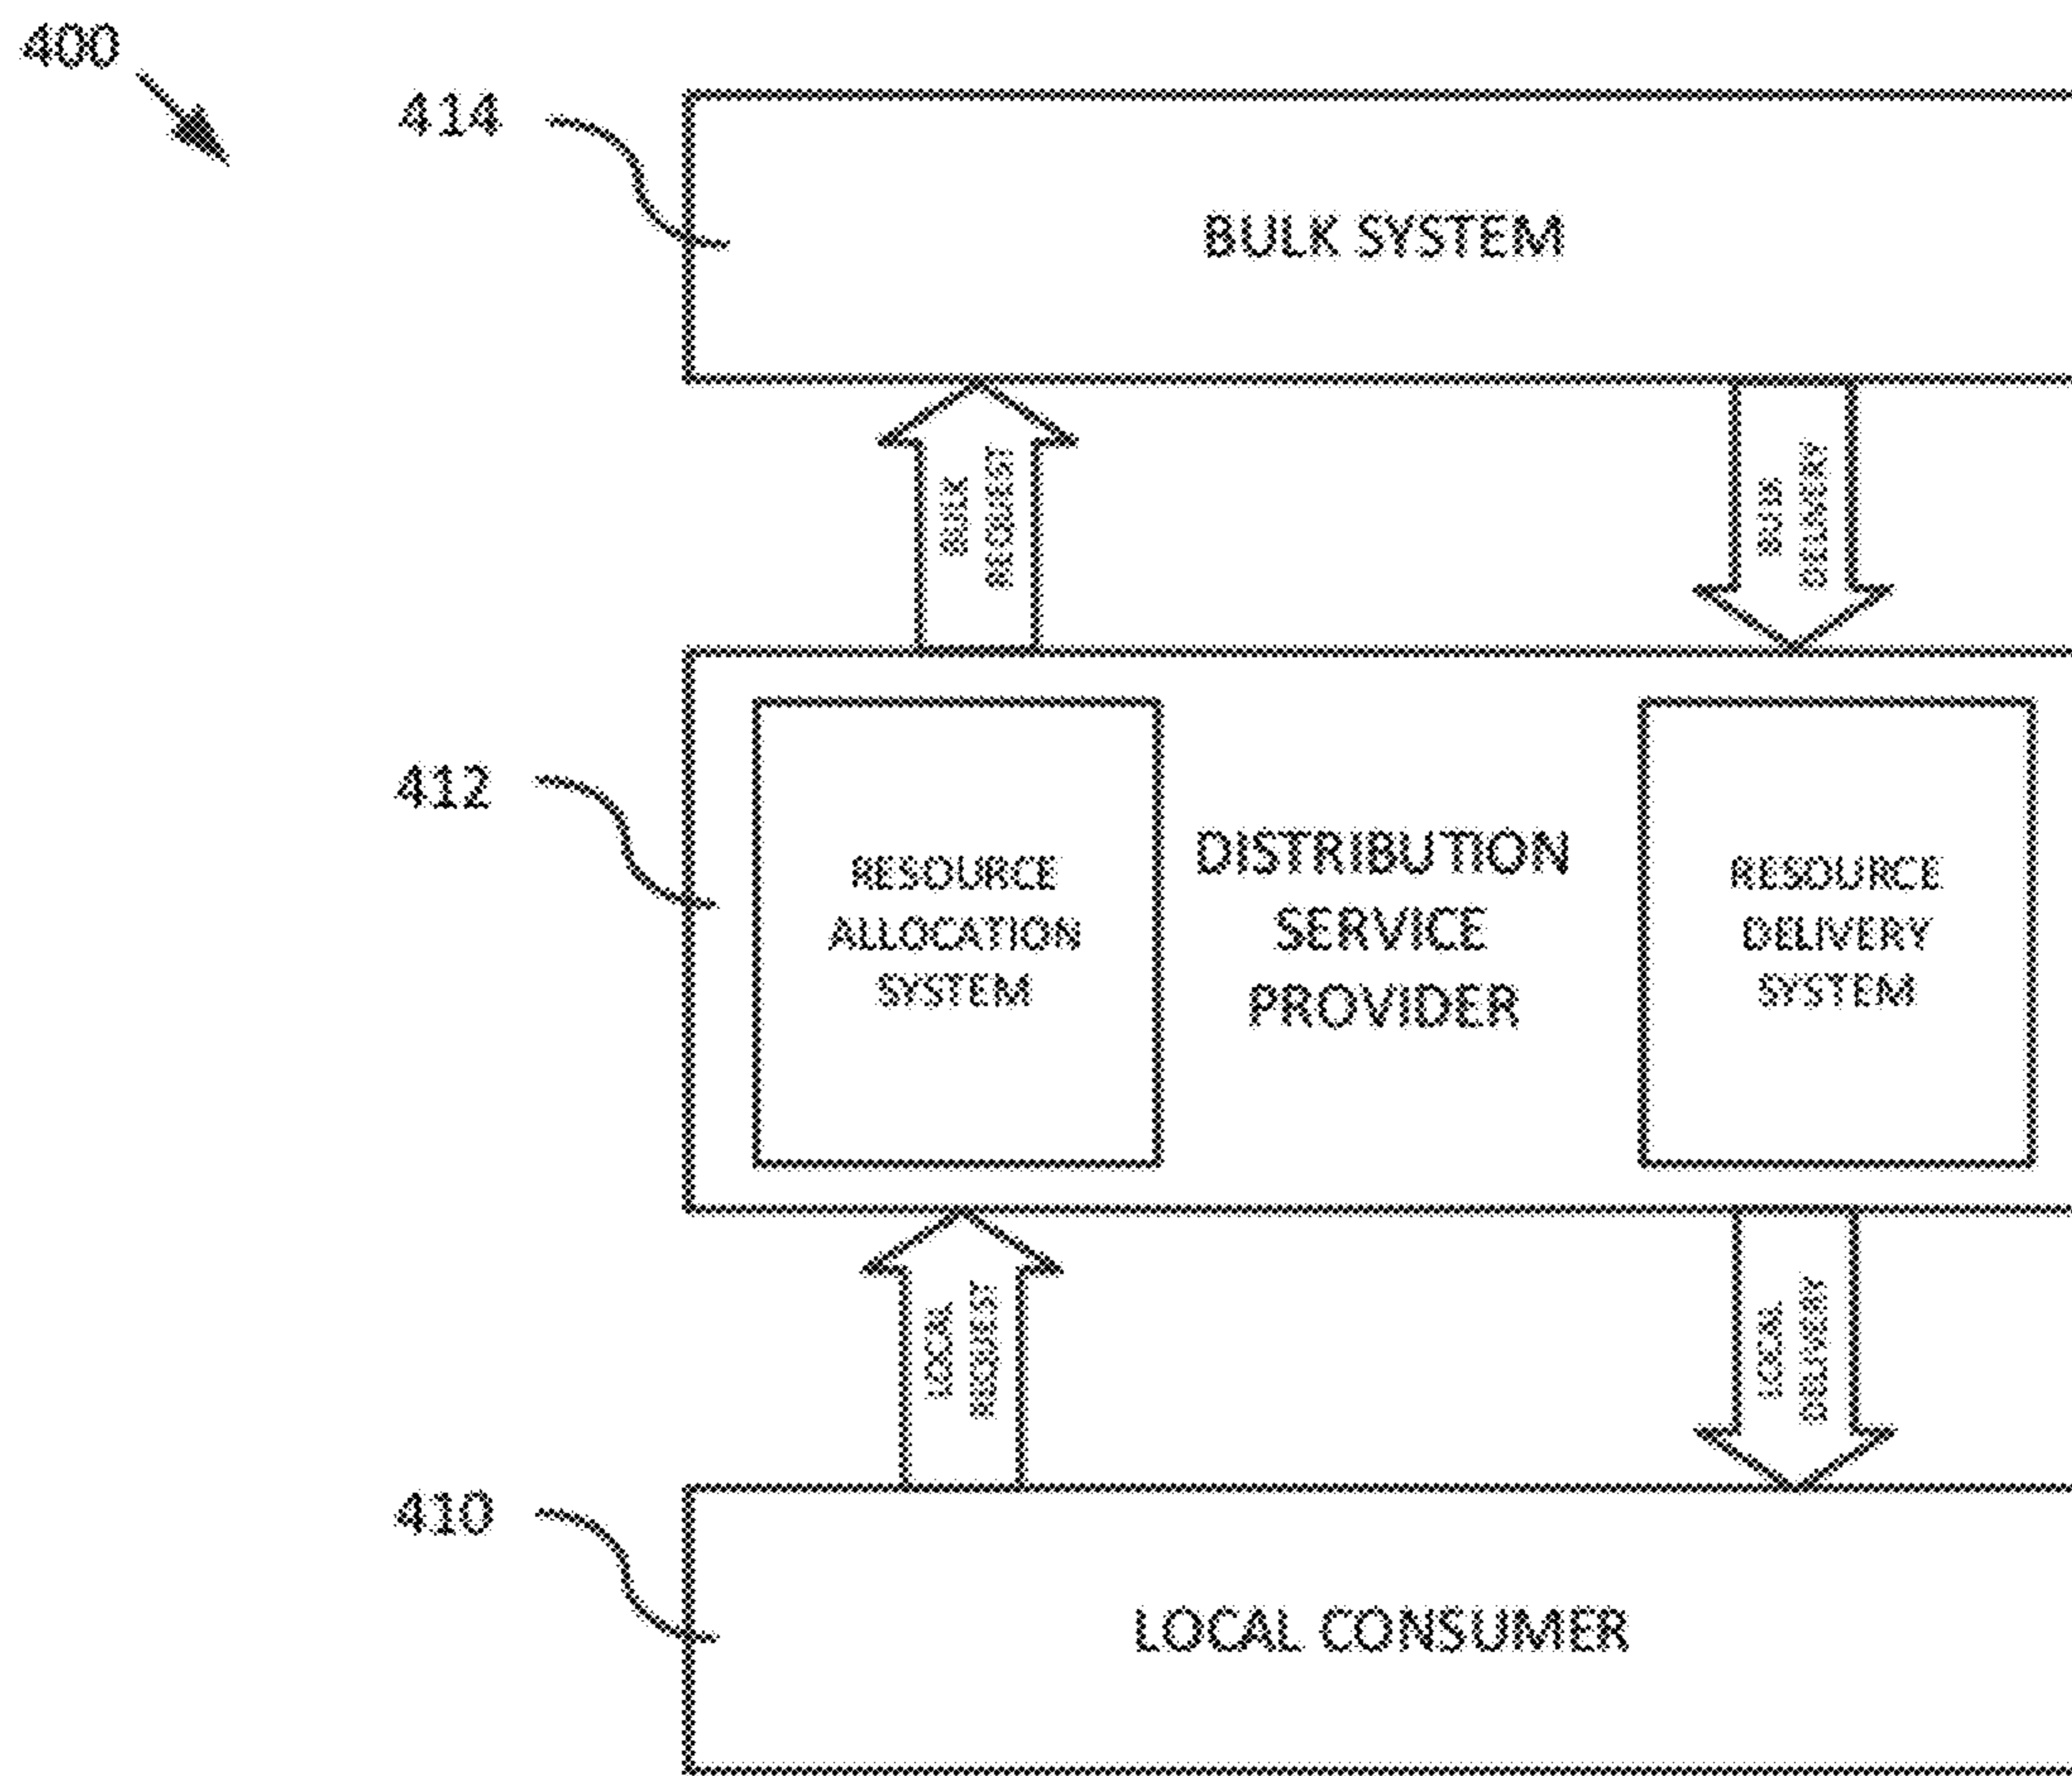 400
414
BULK SYSTEM
BULK
REQUEST
BULK
DELIVERY
412
RESOURCE
ALLOCATION
SYSTEM
DISTRIBUTION
SERVICE
PROVIDER
RESOURCE
DELIVERY
SYSTEM
LOCAL
REQUEST
LOCAL
DELIVERY
410
LOCAL CONSUMER